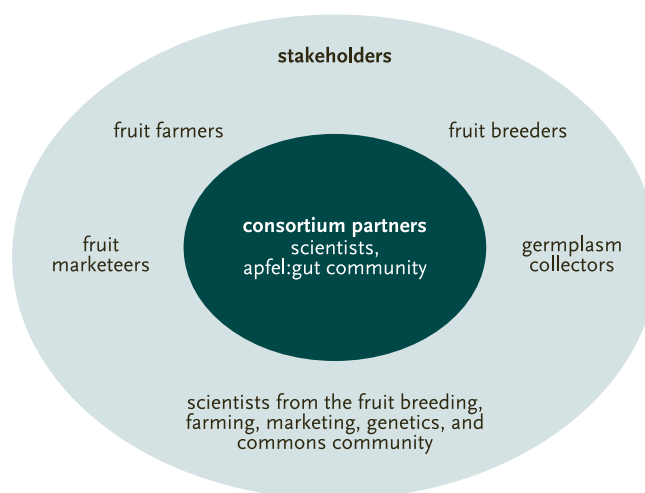 stakeholders
fruit farmers
fruit breeders
consortium partners
scientists,
apfel:gut community
fruit
marketeers
germplasm
collectors
scientists from the fruit breeding,
farming, marketing, genetics, and
commons community